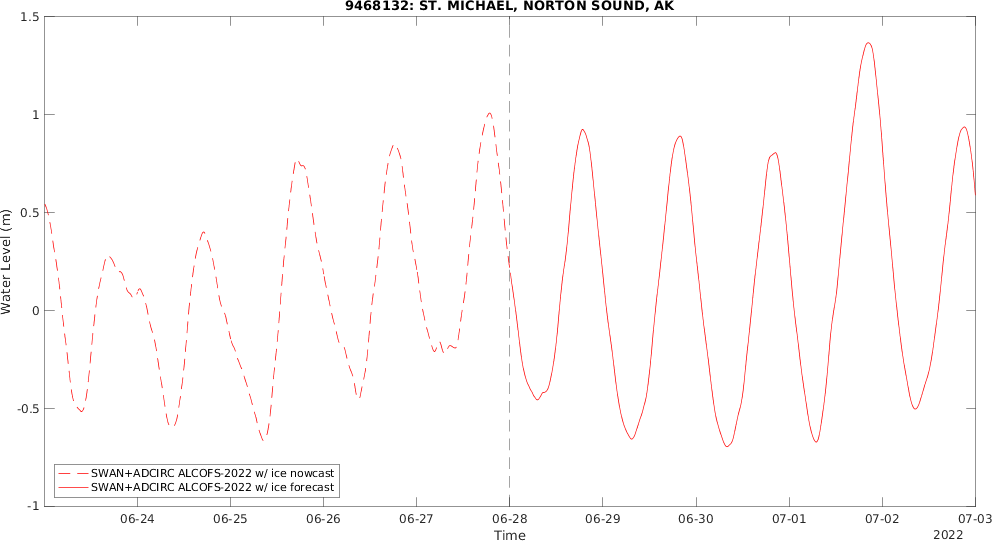 9468132: ST. MICHAEL, NORTON SOUND, AK
1.5
1
0.5
0
-0.5
-1
Water Level (m)
SWAN+ADCIRC ALCOFS-2022 w/ ice nowcast
SWAN+ADCIRC ALCOFS-2022 w/ ice forecast
06-24 06-25 06-26 06-27 06-28 06-29 06-30 07-01 07-02 07-03
Time
2022